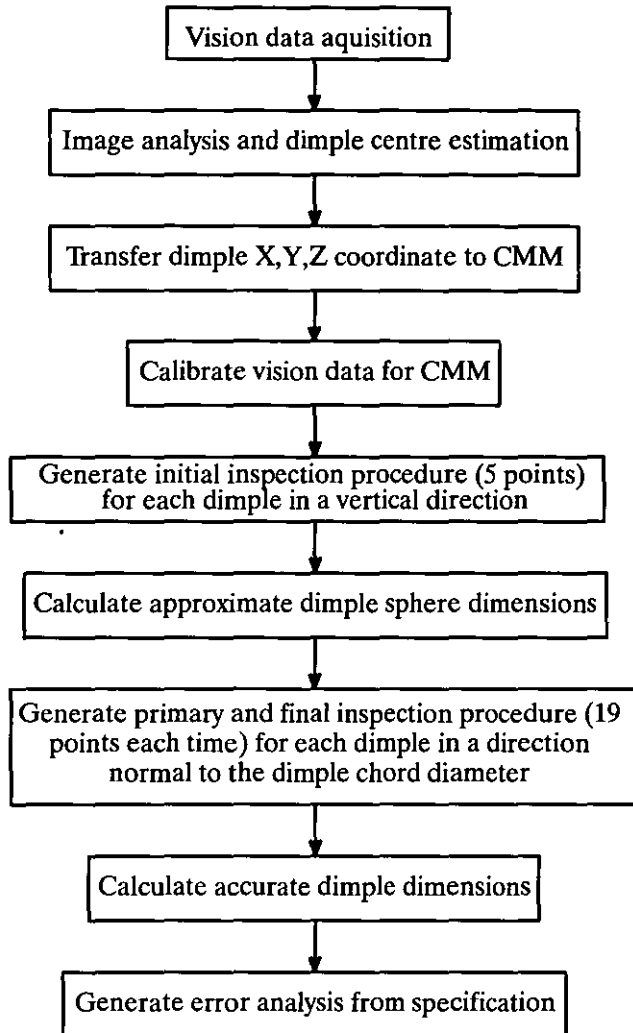 Vision data aquisition
Image analysis and dimple centre estimation
Transfer dimple X,Y,Z coordinate to CMM
Calibrate vision data for CMM
Generate initial inspection procedure (5 points)
for each dimple in a vertical direction
Calculate approximate dimple sphere dimensions
Generate primary and final inspection procedure (19
points each time) for each dimple in a direction
normal to the dimple chord diameter
Calculate accurate dimple dimensions
Generate error analysis from specification